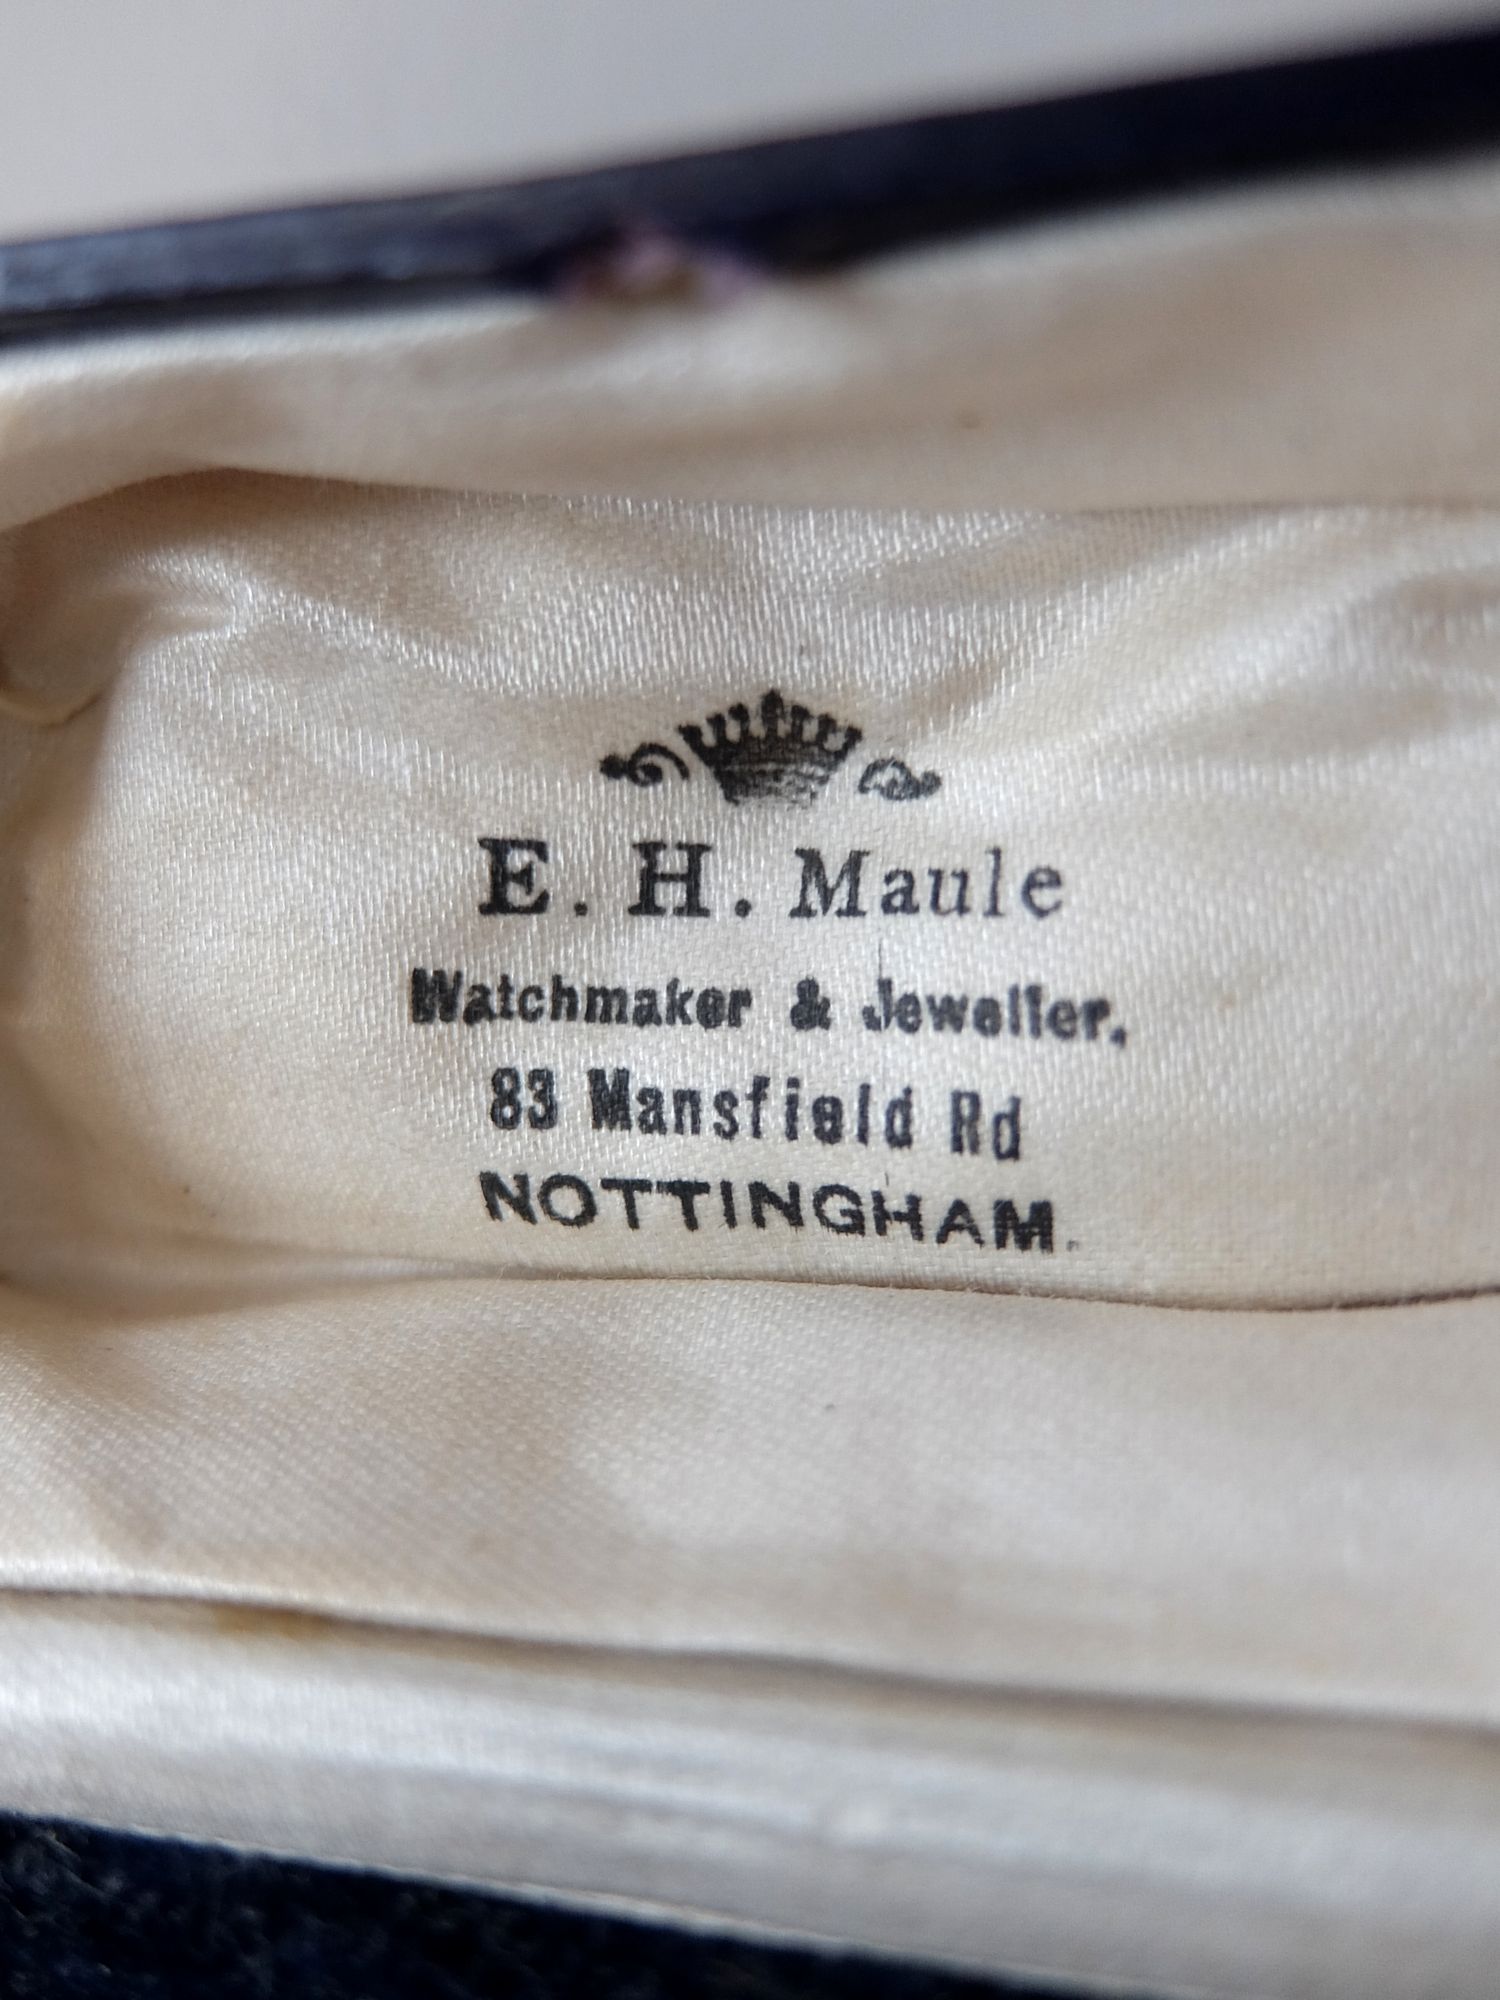 E. H. Maule
Watchmaker & Jeweller,
83 Mansfield Rd
NOTTINGHAM.